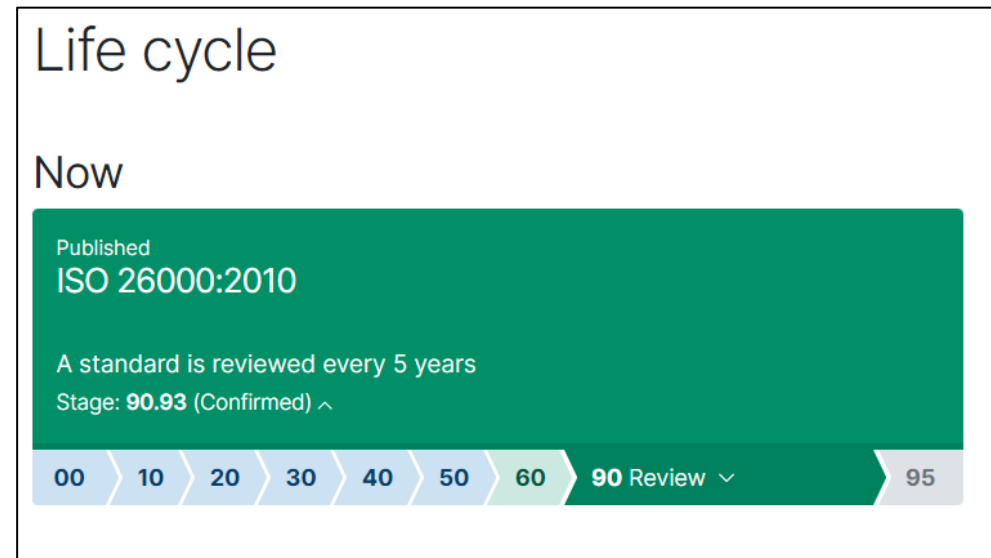 Life cycle
Now
Published
ISO 26000:2010
A standard is reviewed every 5 years
Stage: 90.93 (Confirmed)
00 10 20 30 40 50 60 90 Review 95